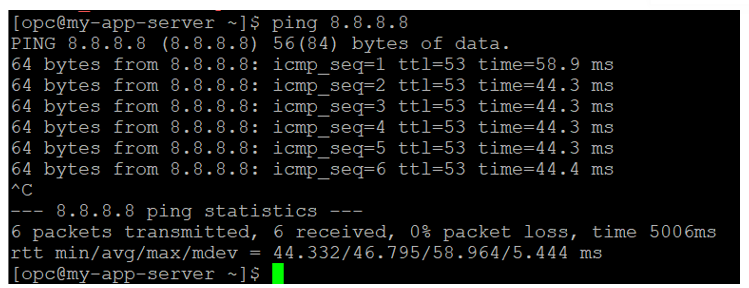 [opc@my-app-server ~]$ ping 8.8.8.8
PING 8.8.8.8 (8.8.8.8) 56(84) bytes of data.
64 bytes from 8.8.8.8: icmp_seq=1 ttl=53 time=58.9 ms
64 bytes from 8.8.8.8: icmp_seq=2 ttl=53 time=44.3 ms
64 bytes from 8.8.8.8: icmp_seq=3 ttl=53 time=44.3 ms
64 bytes from 8.8.8.8: icmp_seq=4 ttl=53 time=44.3 ms
64 bytes from 8.8.8.8: icmp_seq=5 ttl=53 time=44.3 ms
64 bytes from 8.8.8.8: icmp_seq=6 ttl=53 time=44.4 ms
^C
--- 8.8.8.8 ping statistics ---
6 packets transmitted, 6 received, 0% packet loss, time 5006ms
rtt min/avg/max/mdev = 44.332/46.795/58.964/5.444 ms
[opc@my-app-server ~]$